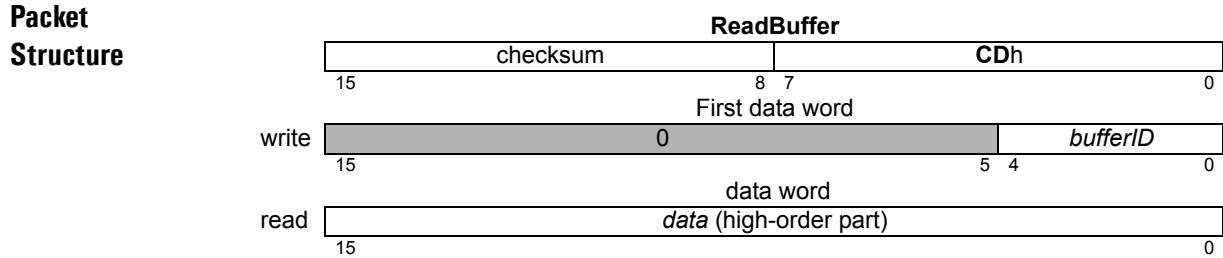 Packet
Structure
ReadBuffer
checksum CDh
15 8 7 0
First data word
write 0 bufferID
15 5 4 0
data word
read data (high-order part)
15 0